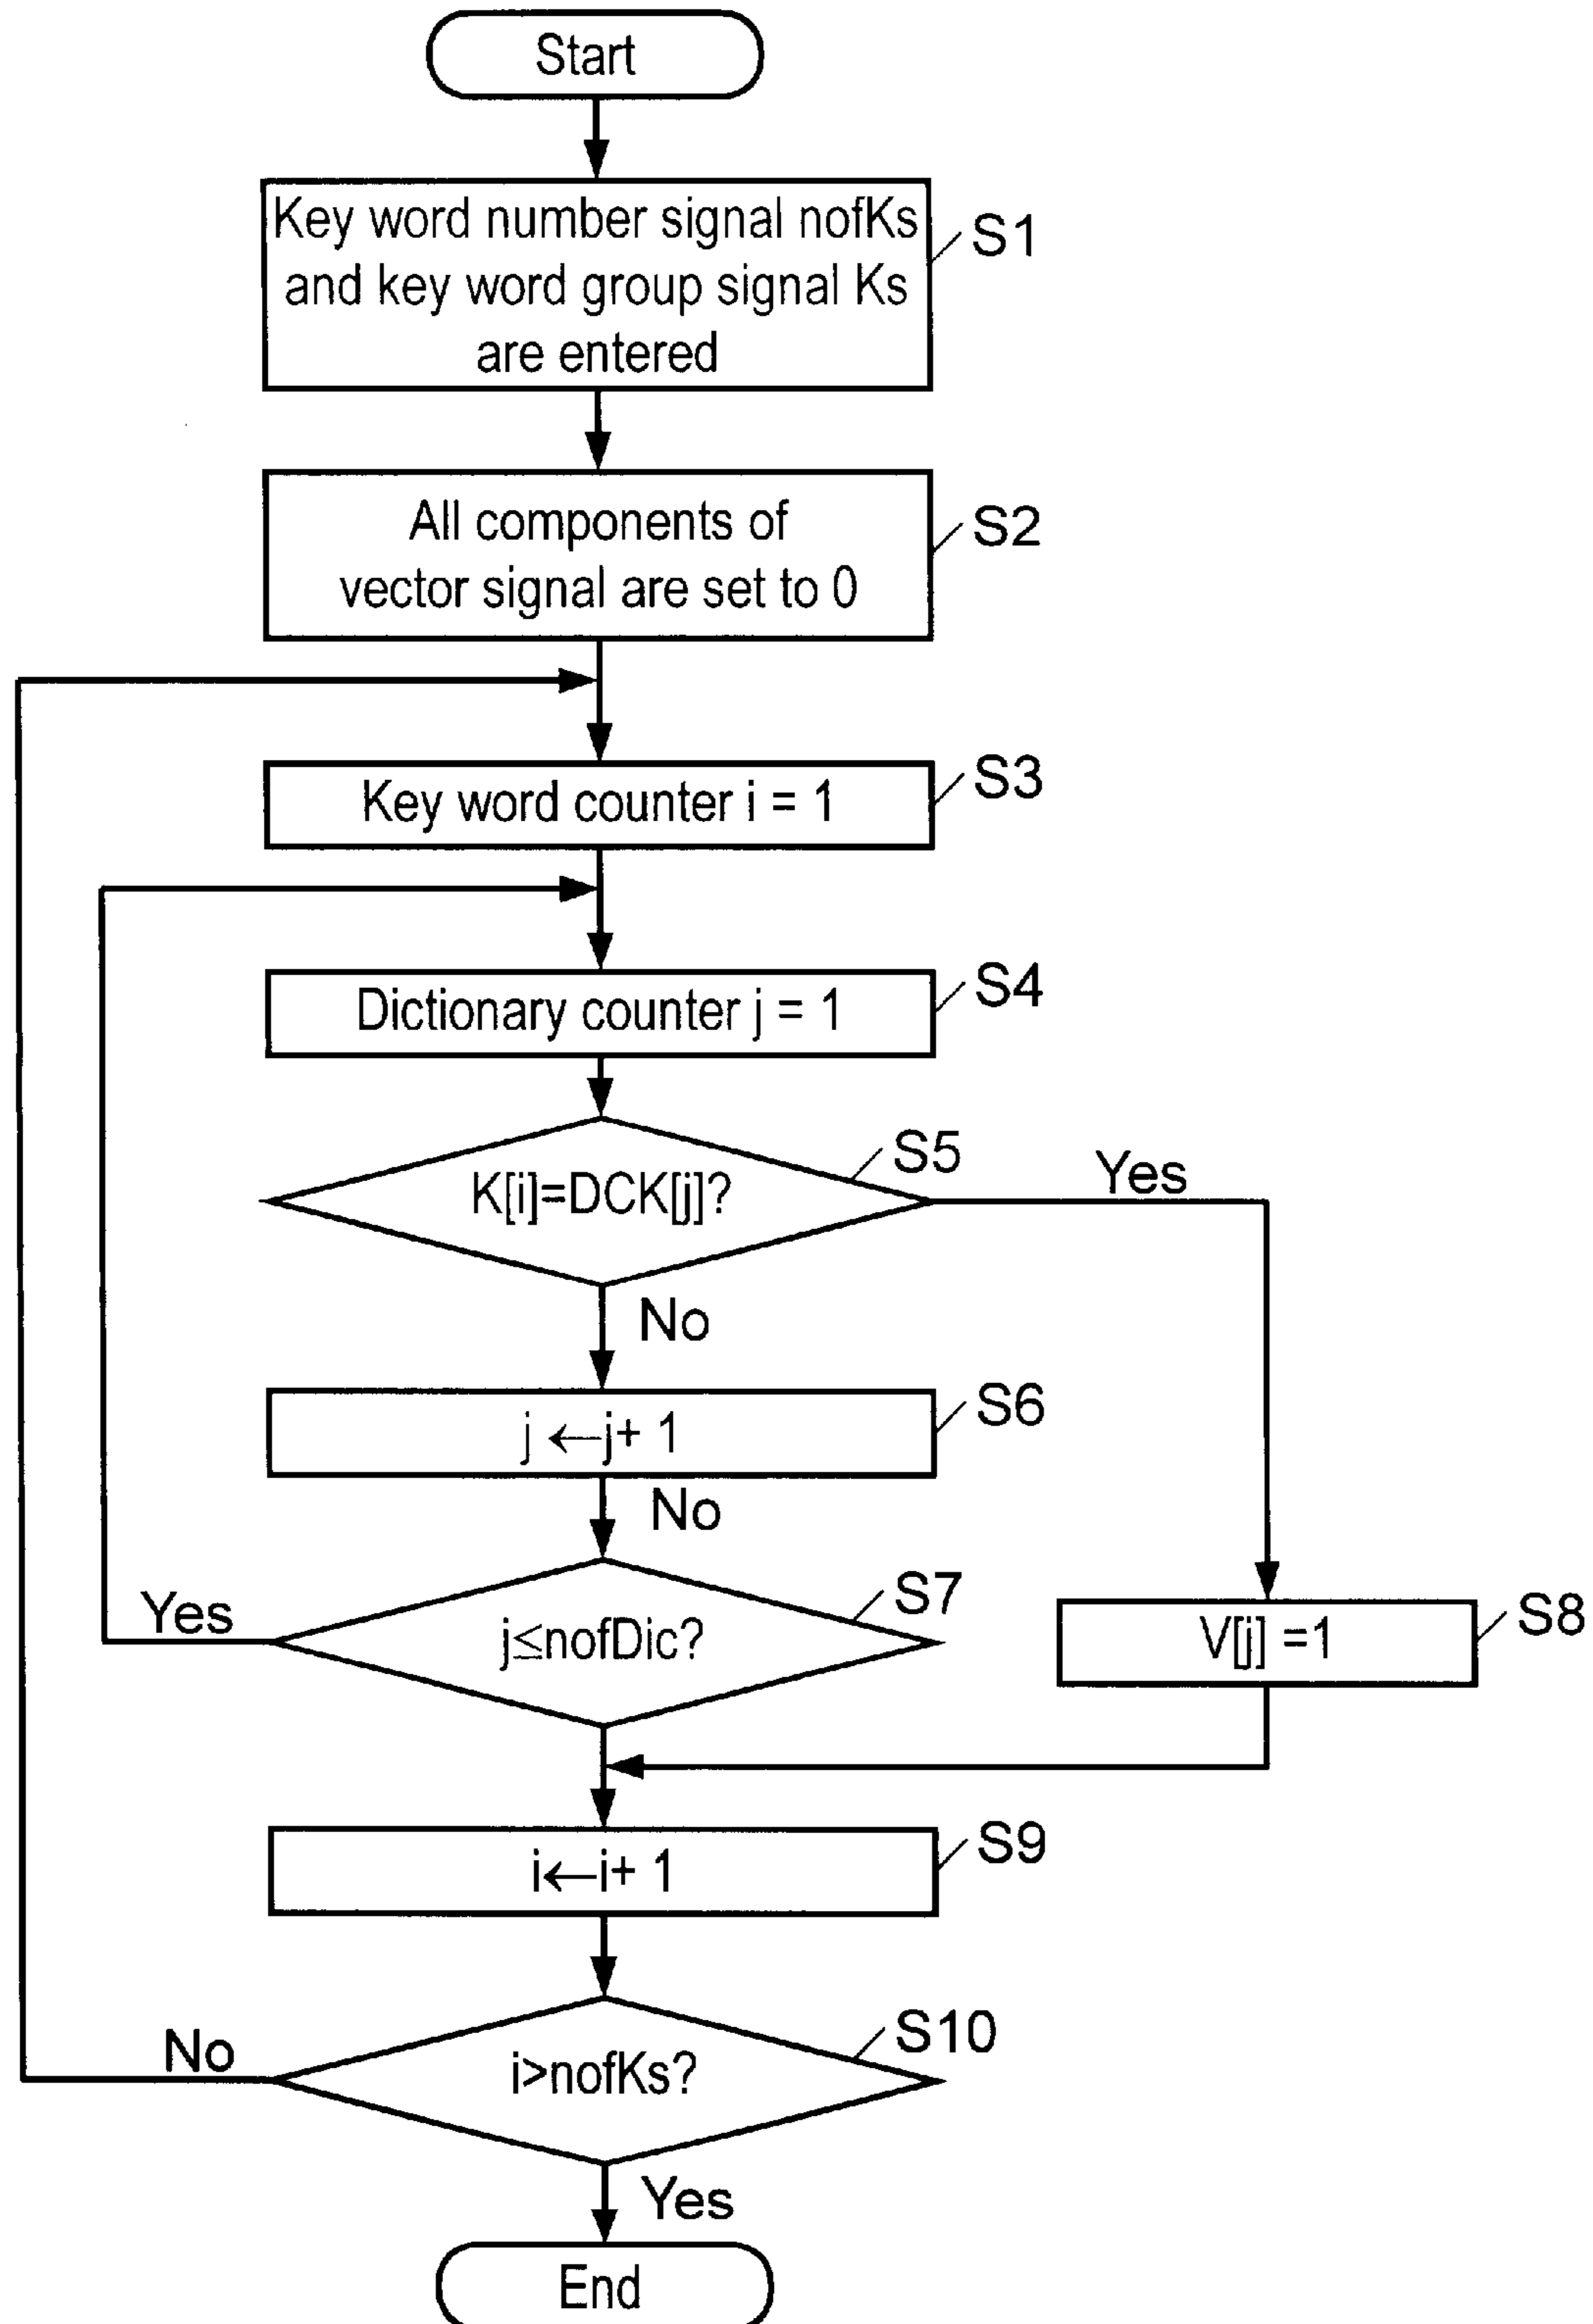 Start
Key word number signal nofKs
and key word group signal Ks
are entered
S1
All components of
vector signal are set to 0
S2
Key word counter i = 1
S3
Dictionary counter j = 1
S4
K[i]=DCK[j]?
S5
Yes
No
j ←j+ 1
S6
No
j≤nofDic?
S7
Yes
V[j] =1
S8
i←i+ 1
S9
i>nofKs?
S10
No
Yes
End